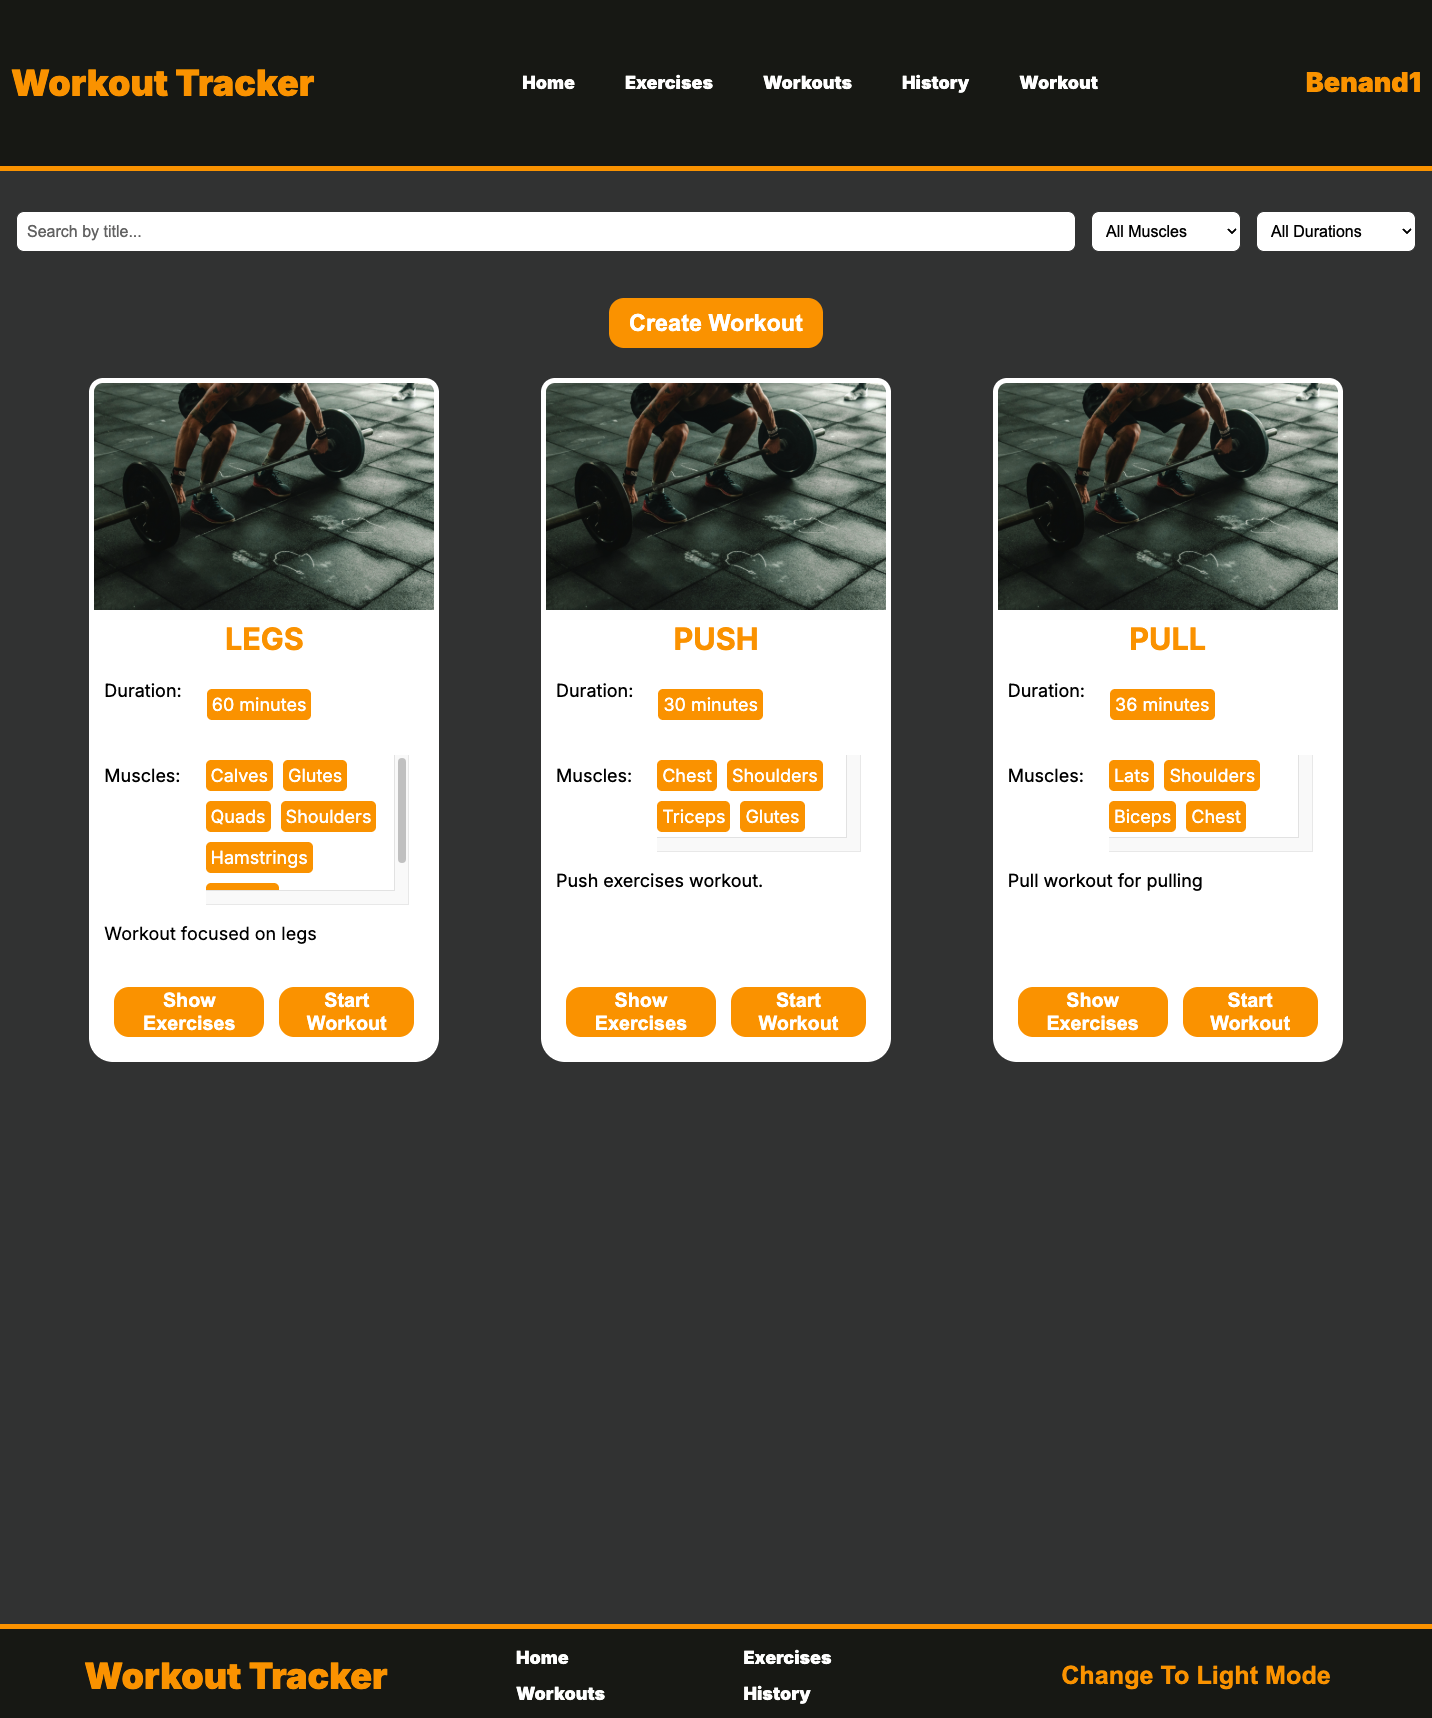 Workout Tracker
Home
Exercises
Workouts
History
Workout
Benand1
Search by title...
All Muscles
All Durations
Create Workout
LEGS
Duration:
60 minutes
Muscles:
Calves
Glutes
Quads
Shoulders
Hamstrings
Workout focused on legs
Show
Exercises
Start
Workout
PUSH
Duration:
30 minutes
Muscles:
Chest
Shoulders
Triceps
Glutes
Push exercises workout.
Show
Exercises
Start
Workout
PULL
Duration:
36 minutes
Muscles:
Lats
Shoulders
Biceps
Chest
Pull workout for pulling
Show
Exercises
Start
Workout
Workout Tracker
Home
Exercises
Workouts
History
Change To Light Mode